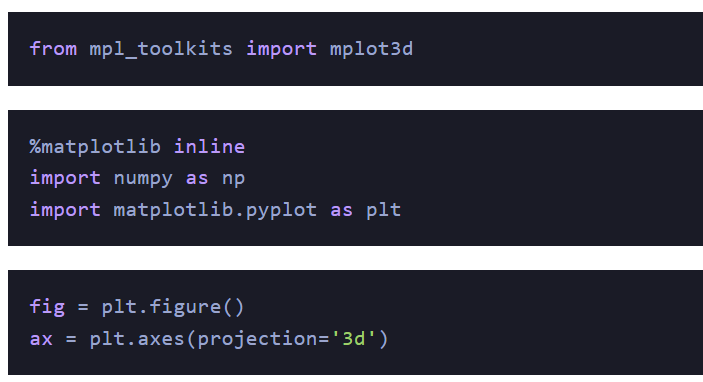 from mpl_toolkits import mplot3d
%matplotlib inline
import numpy as np
import matplotlib.pyplot as plt
fig = plt.figure()
ax = plt.axes(projection='3d')